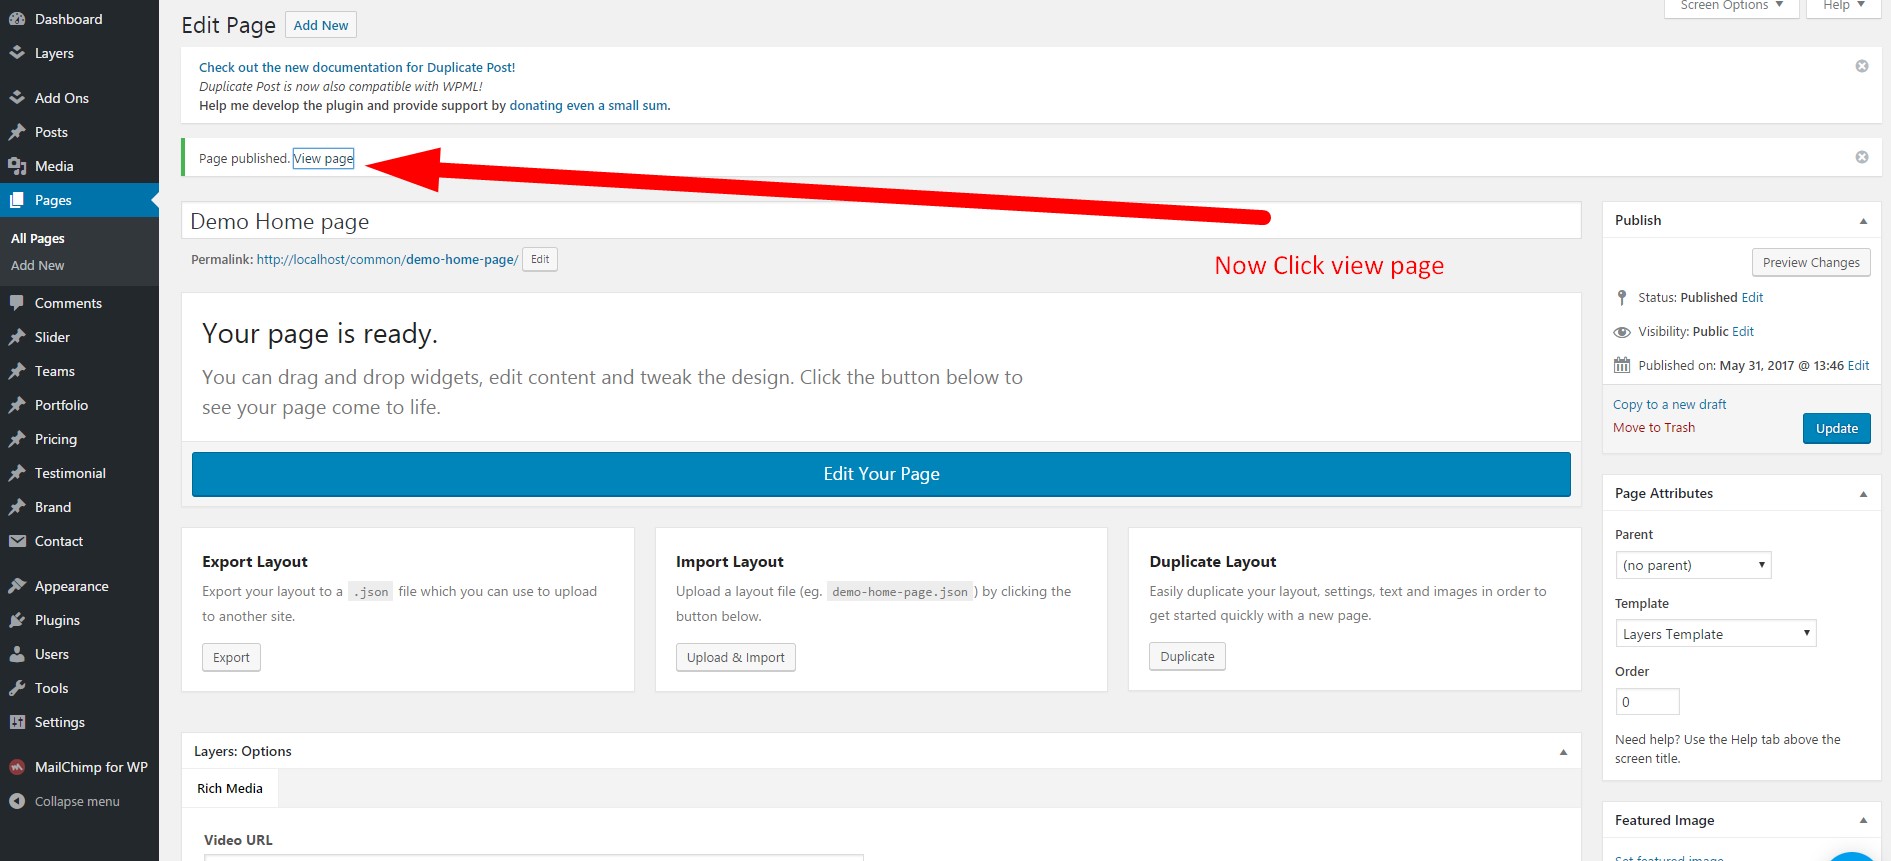 Dashboard
Layers
Add Ons
Posts
Media
Pages
All Pages
Add New
Comments
Slider
Teams
Portfolio
Pricing
Testimonial
Brand
Contact
Appearance
Plugins
Users
Tools
Settings
MailChimp for WP
Collapse menu
Screen Options
Help
Edit Page
Add New
Check out the new documentation for Duplicate Post!
Duplicate Post is now also compatible with WPML!
Help me develop the plugin and provide support by donating even a small sum.
Page published. View page
Demo Home page
Permalink: http://localhost/common/demo-home-page/ Edit
Now Click view page
Your page is ready.
You can drag and drop widgets, edit content and tweak the design. Click the button below to
see your page come to life.
Edit Your Page
Export Layout
Export your layout to a .json file which you can use to upload
to another site.
Export
Import Layout
Upload a layout file (eg. demo-home-page.json) by clicking the
button below.
Upload & Import
Duplicate Layout
Easily duplicate your layout, settings, text and images in order to
get started quickly with a new page.
Duplicate
Layers: Options
Rich Media
Video URL
Publish
Preview Changes
Status: Published Edit
Visibility: Public Edit
Published on: May 31, 2017 @ 13:46 Edit
Copy to a new draft
Move to Trash
Update
Page Attributes
Parent
(no parent)
Template
Layers Template
Order
0
Need help? Use the Help tab above the
screen title.
Featured Image
Set featured image